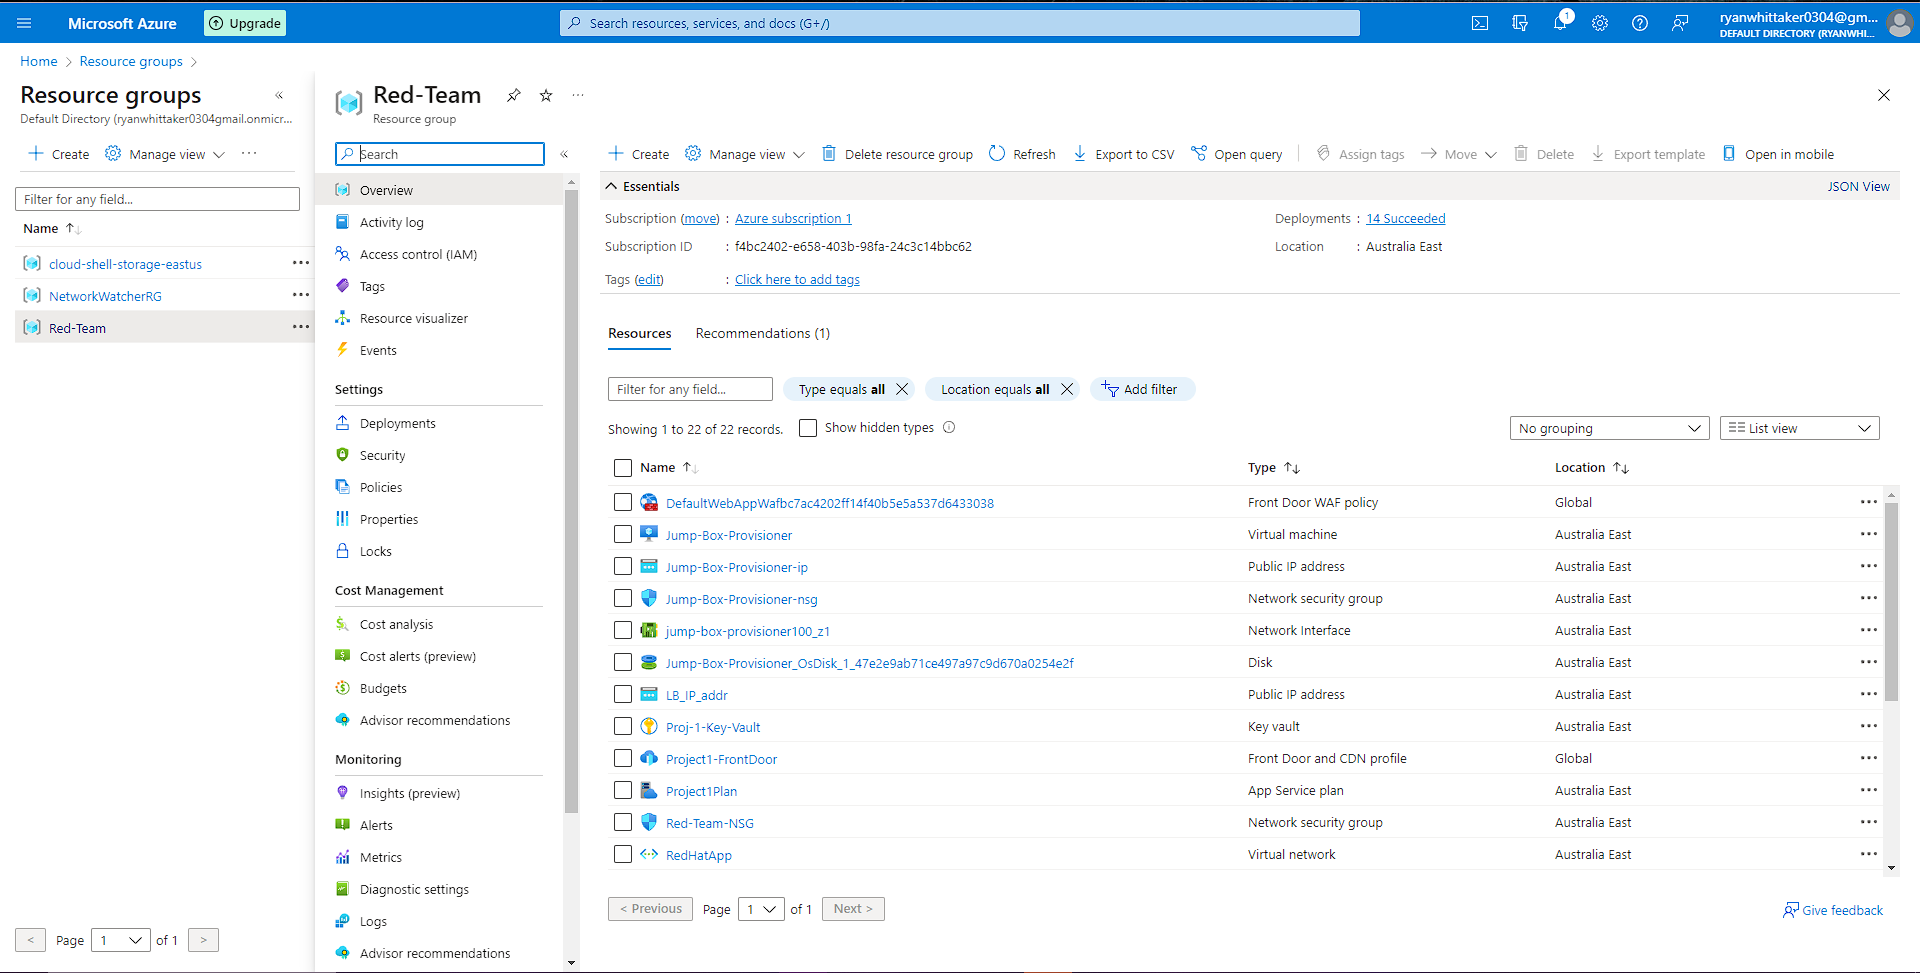 Microsoft Azure
Upgrade
Search resources, services, and docs (G+/)
1
ryanwhittaker0304@gm...
DEFAULT DIRECTORY (RYANWHI...
Home > Resource groups >
Resource groups
Default Directory (ryanwhittaker0304gmail.onmicr...
Create
Manage view
Filter for any field...
Name
cloud-shell-storage-eastus
NetworkWatcherRG
Red-Team
< Page 1 of 1 >
Red-Team
Resource group
Search
Overview
Activity log
Access control (IAM)
Tags
Resource visualizer
Events
Settings
Deployments
Security
Policies
Properties
Locks
Cost Management
Cost analysis
Cost alerts (preview)
Budgets
Advisor recommendations
Monitoring
Insights (preview)
Alerts
Metrics
Diagnostic settings
Logs
Advisor recommendations
Create Manage view Delete resource group Refresh Export to CSV Open query Assign tags Move Delete Export template Open in mobile
Essentials JSON View
Subscription (move) : Azure subscription 1 Deployments : 14 Succeeded
Subscription ID : f4bc2402-e658-403b-98fa-24c3c14bbc62 Location : Australia East
Tags (edit) : Click here to add tags
Resources Recommendations (1)
Filter for any field... Type equals all Location equals all Add filter
Showing 1 to 22 of 22 records. Show hidden types No grouping List view
Name Type Location
DefaultWebAppWafbc7ac4202ff14f40b5e5a537d6433038 Front Door WAF policy Global
Jump-Box-Provisioner Virtual machine Australia East
Jump-Box-Provisioner-ip Public IP address Australia East
Jump-Box-Provisioner-nsg Network security group Australia East
jump-box-provisioner100_z1 Network Interface Australia East
Jump-Box-Provisioner_OsDisk_1_47e2e9ab71ce497a97c9d670a0254e2f Disk Australia East
LB_IP_addr Public IP address Australia East
Proj-1-Key-Vault Key vault Australia East
Project1-FrontDoor Front Door and CDN profile Global
Project1Plan App Service plan Australia East
Red-Team-NSG Network security group Australia East
RedHatApp Virtual network Australia East
< Previous Page 1 of 1 Next >
Give feedback